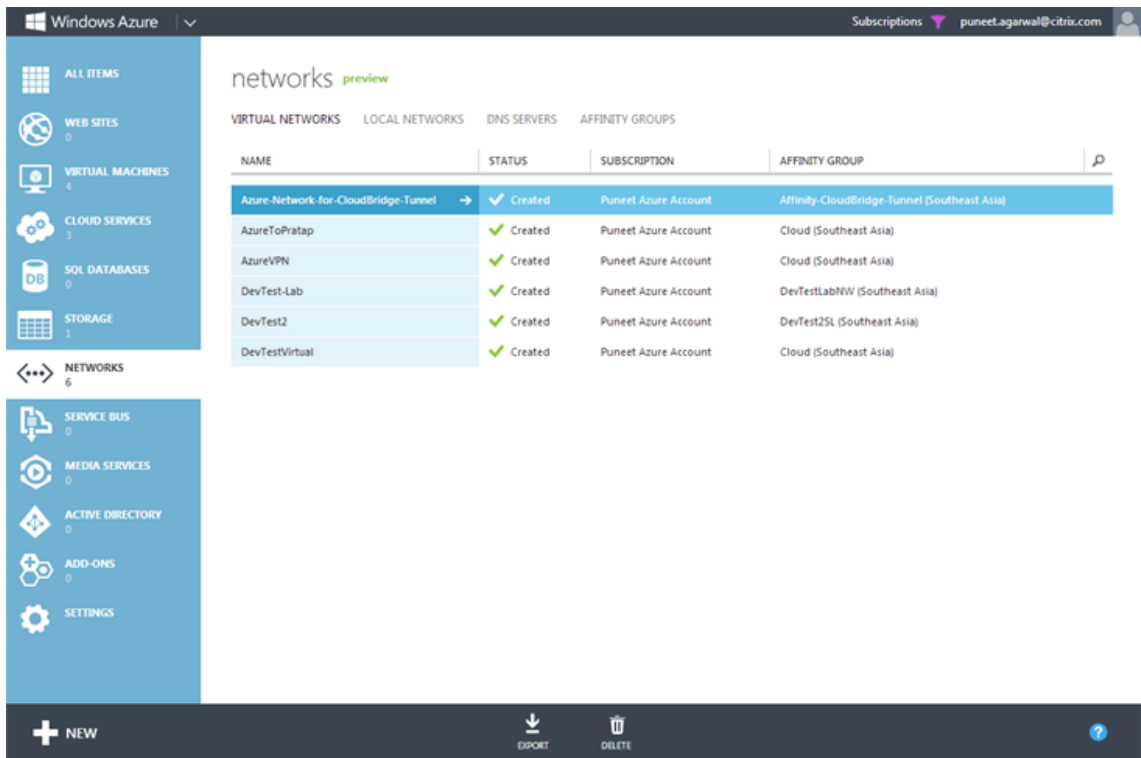 Windows Azure Subscriptions puneet.agarwal@citrix.com
ALL ITEMS
WEB SITES
0
VIRTUAL MACHINES
4
CLOUD SERVICES
3
SQL DATABASES
0
STORAGE
1
NETWORKS
6
SERVICE BUS
0
MEDIA SERVICES
0
ACTIVE DIRECTORY
0
ADD-ONS
0
SETTINGS
DB
networks preview
VIRTUAL NETWORKS LOCAL NETWORKS DNS SERVERS AFFINITY GROUPS
NAME STATUS SUBSCRIPTION AFFINITY GROUP
Azure-Network-for-CloudBridge-Tunnel Created Puneet Azure Account Affinity-CloudBridge-Tunnel (Southeast Asia)
AzureToPratap Created Puneet Azure Account Cloud (Southeast Asia)
AzureVPN Created Puneet Azure Account Cloud (Southeast Asia)
DevTest-Lab Created Puneet Azure Account DevTestLabNW (Southeast Asia)
DevTest2 Created Puneet Azure Account DevTest2SL (Southeast Asia)
DevTestVirtual Created Puneet Azure Account Cloud (Southeast Asia)
NEW EXPORT DELETE ?